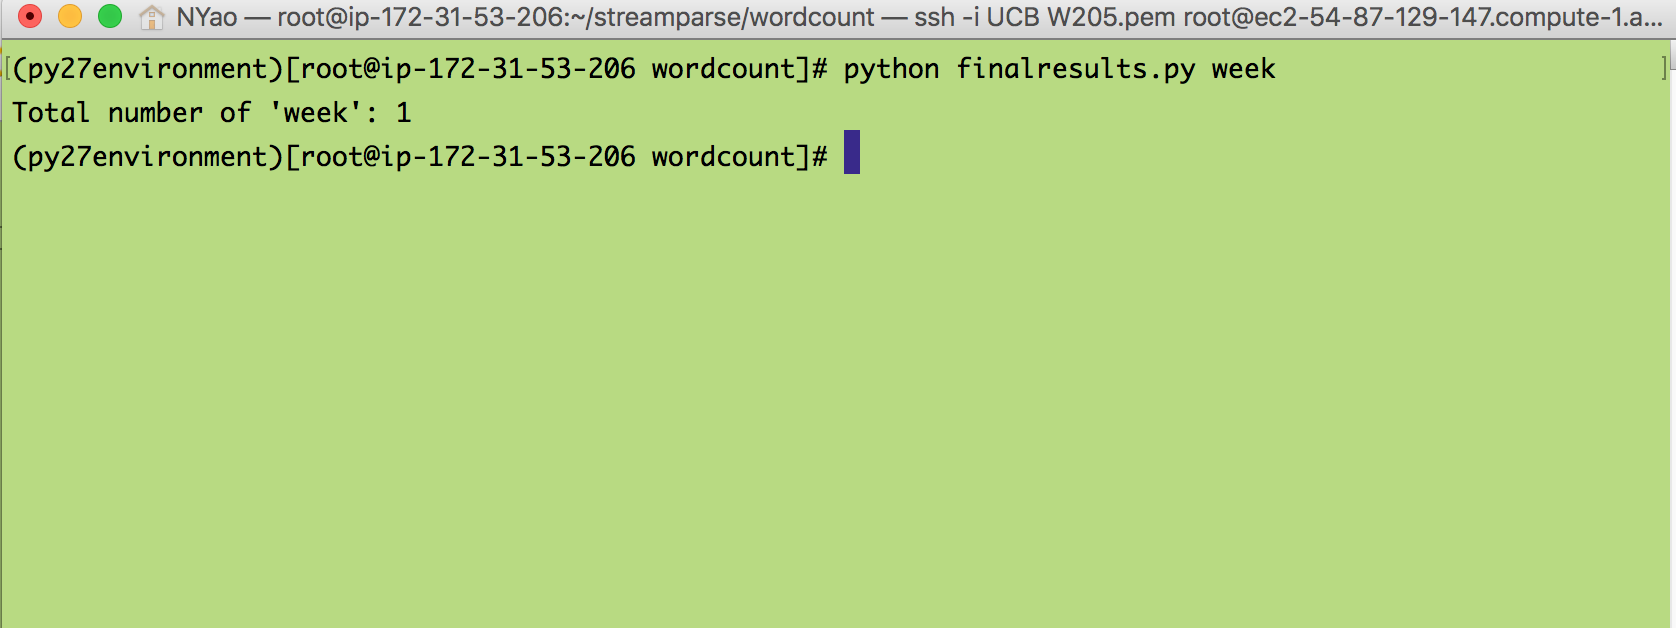 NYao — root@ip-172-31-53-206:~/streamparse/wordcount — ssh -i UCB W205.pem root@ec2-54-87-129-147.compute-1.a...
[(py27environment)[root@ip-172-31-53-206 wordcount]# python finalresults.py week ]
Total number of 'week': 1
(py27environment)[root@ip-172-31-53-206 wordcount]#